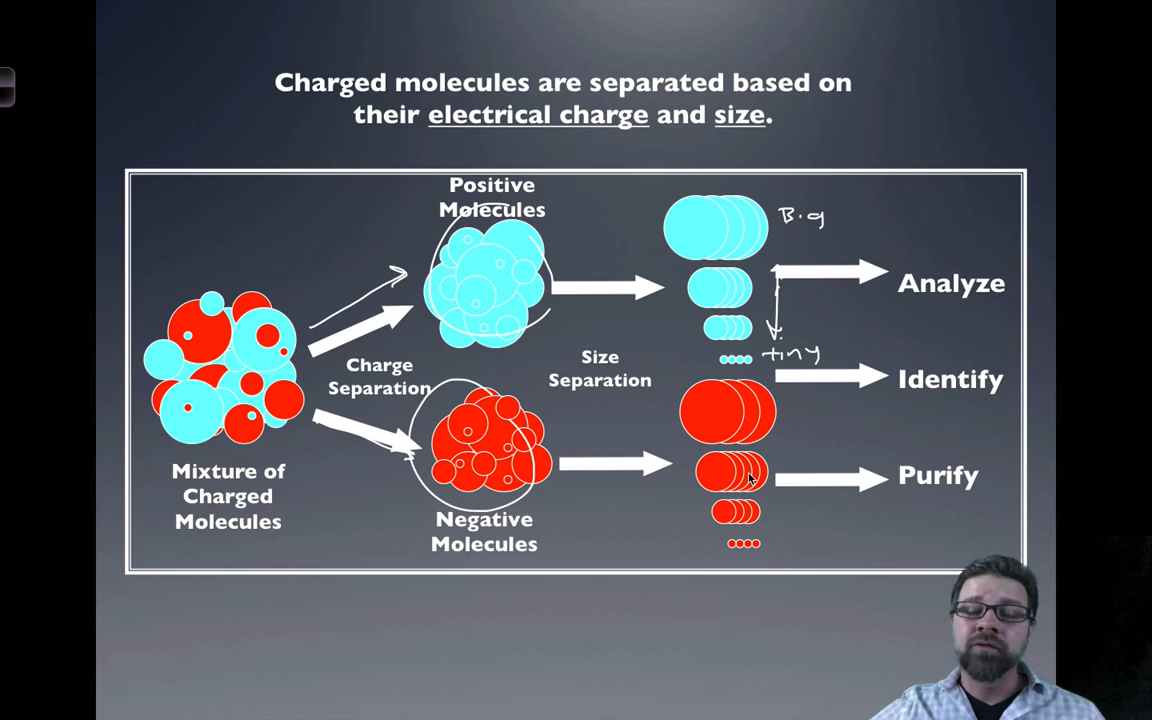 Charged molecules are separated based on
their electrical charge and size.
Positive
Molecules
Big
Analyze
tiny
Charge
Separation
Size
Separation
Identify
Mixture of
Charged
Molecules
Purify
Negative
Molecules